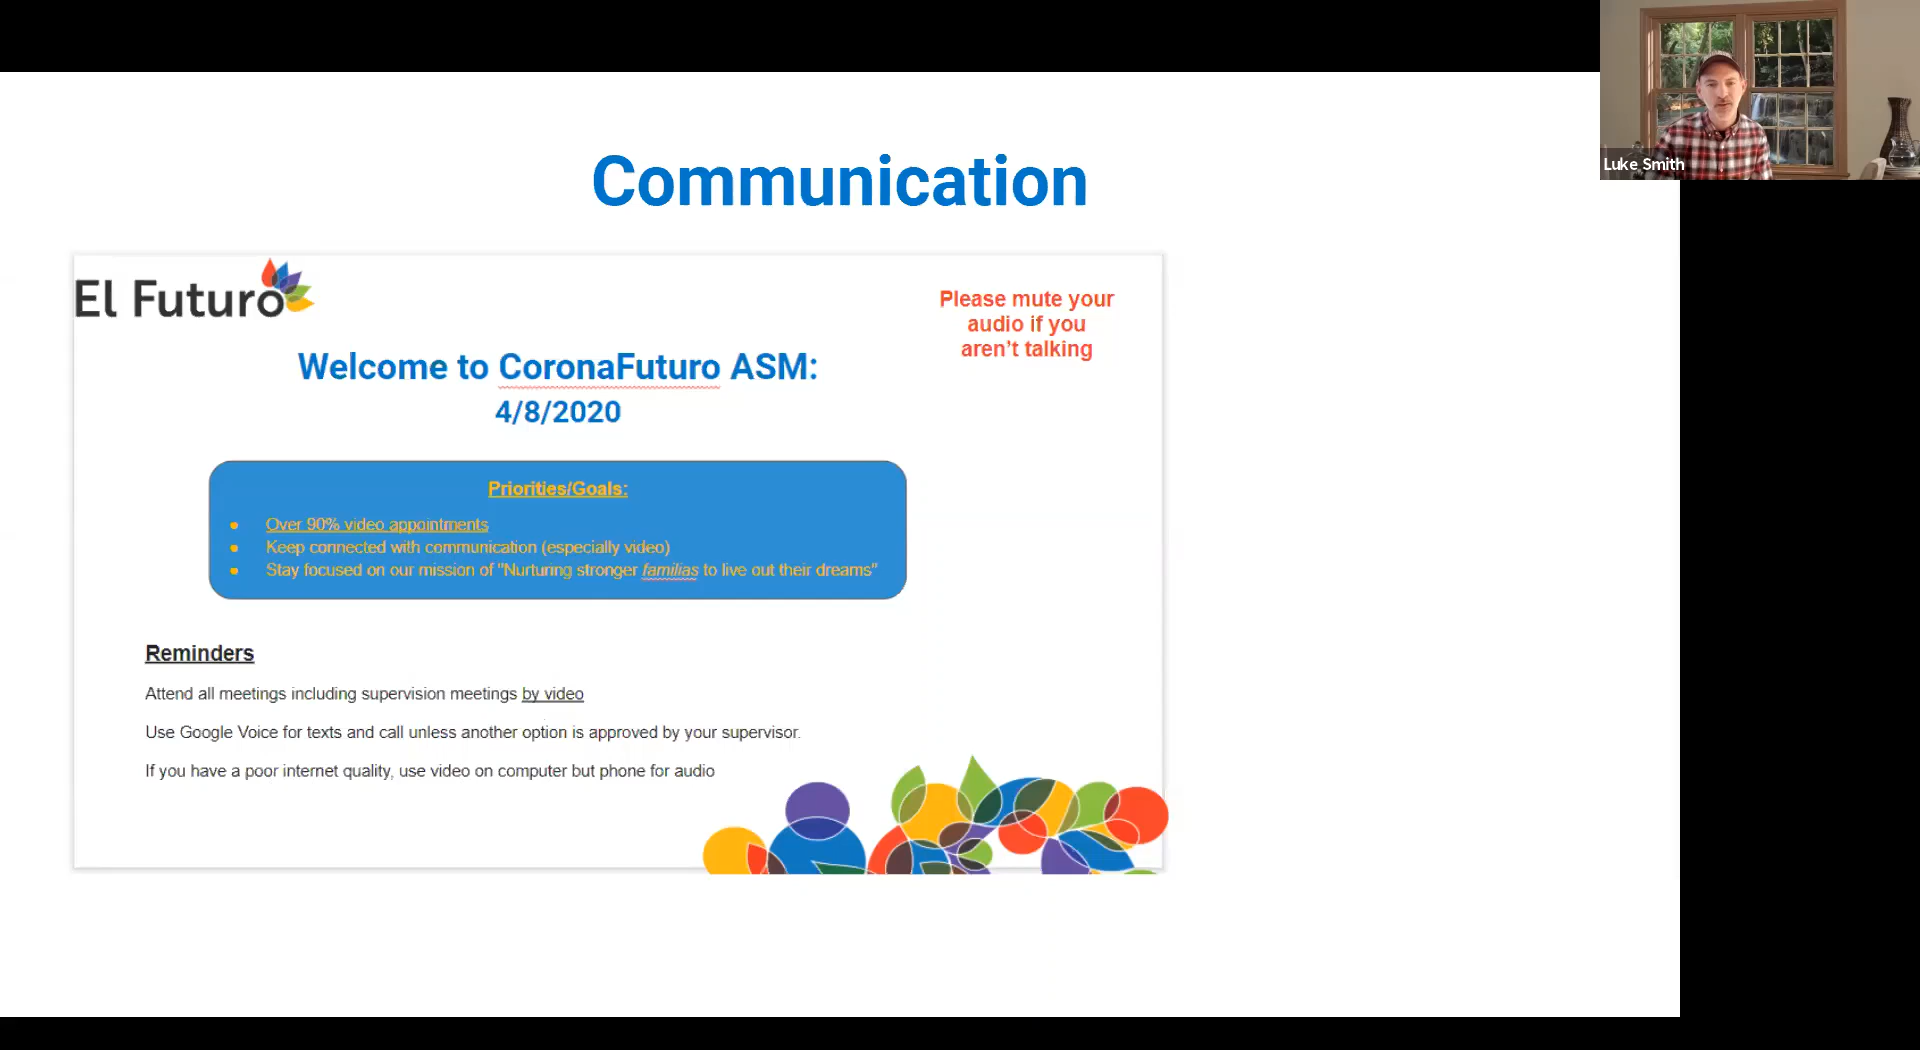 Luke Smith
Communication
El Futuro
Please mute your
audio if you
aren't talking
Welcome to CoronaFuturo ASM:
4/8/2020
Priorities/Goals:
● Over 90% video appointments
● Keep connected with communication (especially video)
● Stay focused on our mission of "Nurturing stronger familias to live out their dreams"
Reminders
Attend all meetings including supervision meetings by video
Use Google Voice for texts and call unless another option is approved by your supervisor.
If you have a poor internet quality, use video on computer but phone for audio